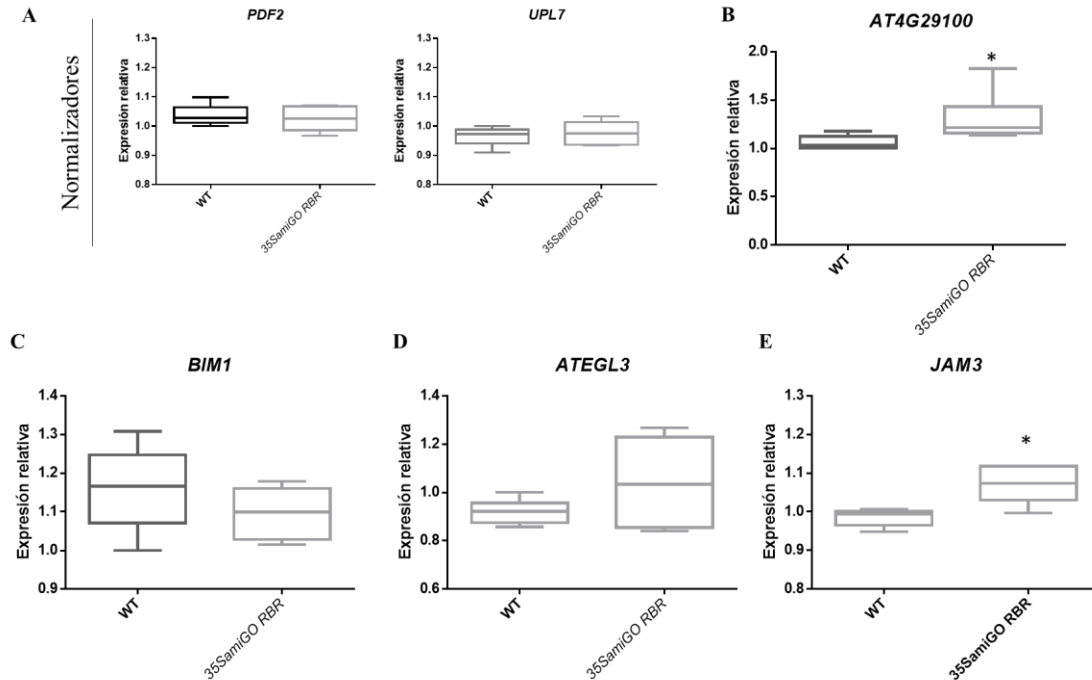 A
Normalizadores
PDF2
Expresión relativa
1.3
1.2
1.1
1.0
0.9
0.8
WT
35SamiGO RBR
UPL7
Expresión relativa
1.3
1.2
1.1
1.0
0.9
0.8
WT
35SamiGO RBR
B
AT4G29100
Expresión relativa
2.0
1.5
1.0
0.5
0.0
*
WT
35SamiGO RBR
C
BIM1
Expresión relativa
1.4
1.3
1.2
1.1
1.0
0.9
WT
35SamiGO RBR
D
ATEGL3
Expresión relativa
1.4
1.2
1.0
0.8
0.6
WT
35SamiGO RBR
E
JAM3
Expresión relativa
1.3
1.2
1.1
1.0
0.9
0.8
*
WT
35SamiGO RBR